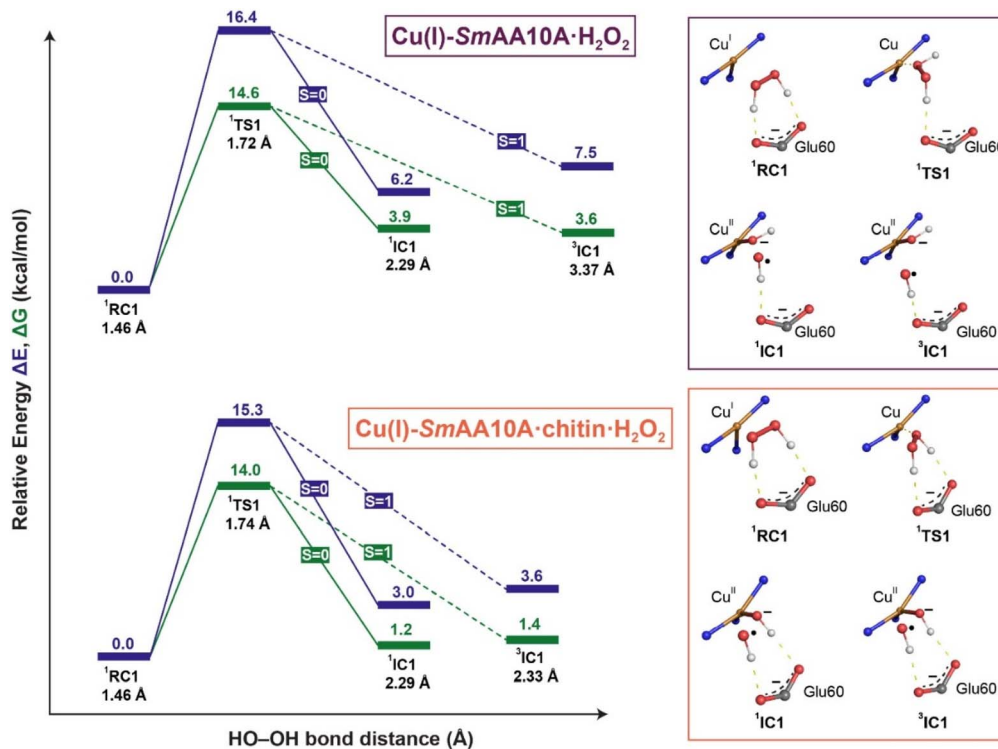 Relative Energy ΔE, ΔG (kcal/mol)
Cu(I)-SmAA10A·H₂O₂
16.4
14.6
¹TS1
1.72 Å
S=0
S=0
S=1
S=1
7.5
6.2
3.9
¹IC1
2.29 Å
3.6
³IC1
3.37 Å
0.0
¹RC1
1.46 Å
Cu(I)-SmAA10A·chitin·H₂O₂
15.3
14.0
¹TS1
1.74 Å
S=0
S=1
S=0
S=1
3.0
3.6
1.2
¹IC1
2.29 Å
1.4
³IC1
2.33 Å
0.0
¹RC1
1.46 Å
HO–OH bond distance (Å)
Cuᴵ
–
Glu60
¹RC1
Cu
–
Glu60
¹TS1
Cuᴵᴵ
–
•
–
Glu60
¹IC1
Cuᴵᴵ
–
•
–
Glu60
³IC1
Cuᴵ
–
Glu60
¹RC1
Cu
–
Glu60
¹TS1
Cuᴵᴵ
–
•
–
Glu60
¹IC1
Cuᴵᴵ
–
•
–
Glu60
³IC1